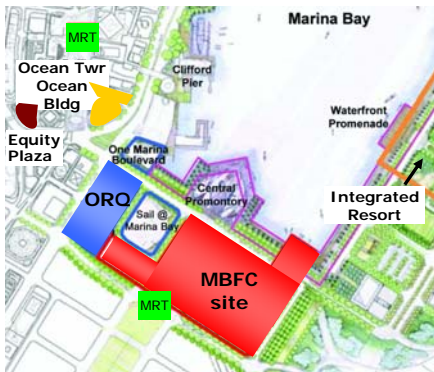 Marina Bay
MRT
Ocean Twr
Ocean
Bldg
Clifford
Pier
Equity
Plaza
Waterfront
Promenade
One Marina
Boulevard
Central
Promontory
ORQ
Sail @
Marina Bay
Integrated
Resort
MBFC
site
MRT